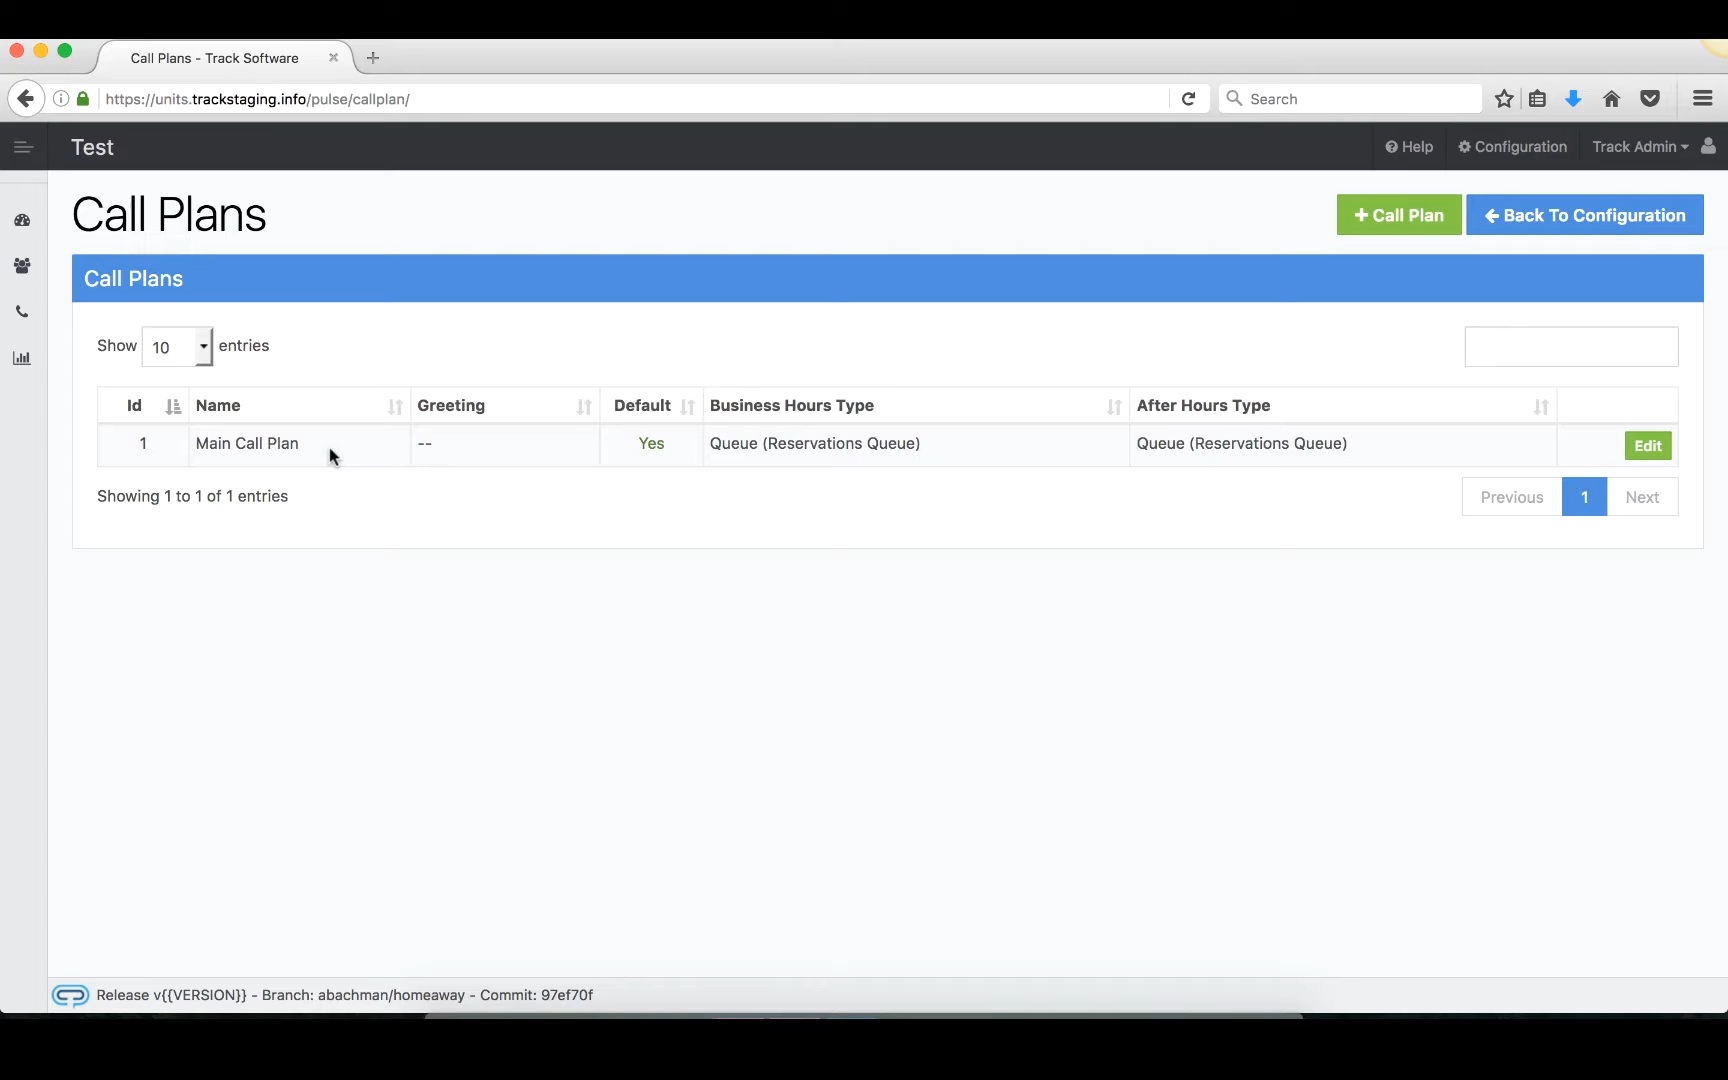 Call Plans - Track Software
https://units.trackstaging.info/pulse/callplan/
Search
Test
Help
Configuration
Track Admin
Call Plans
+ Call Plan
Back To Configuration
Call Plans
Show 10 entries
Id Name Greeting Default Business Hours Type After Hours Type
1 Main Call Plan -- Yes Queue (Reservations Queue) Queue (Reservations Queue) Edit
Showing 1 to 1 of 1 entries
Previous 1 Next
Release v{{VERSION}} - Branch: abachman/homeaway - Commit: 97ef70f